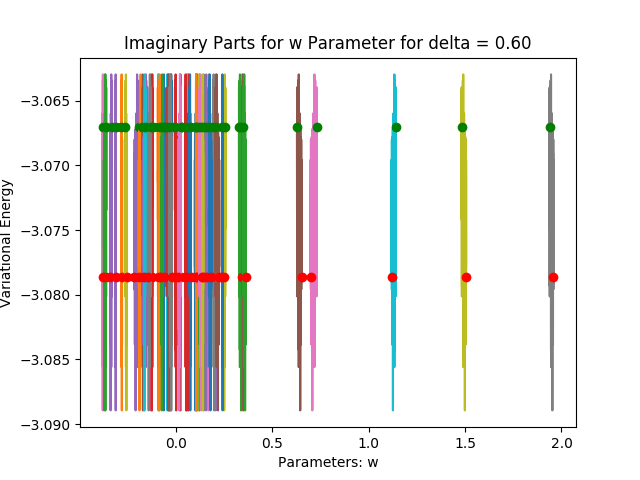 Imaginary Parts for w Parameter for delta = 0.60
Variational Energy
−3.065
−3.070
−3.075
−3.080
−3.085
−3.090
0.0 0.5 1.0 1.5 2.0
Parameters: w